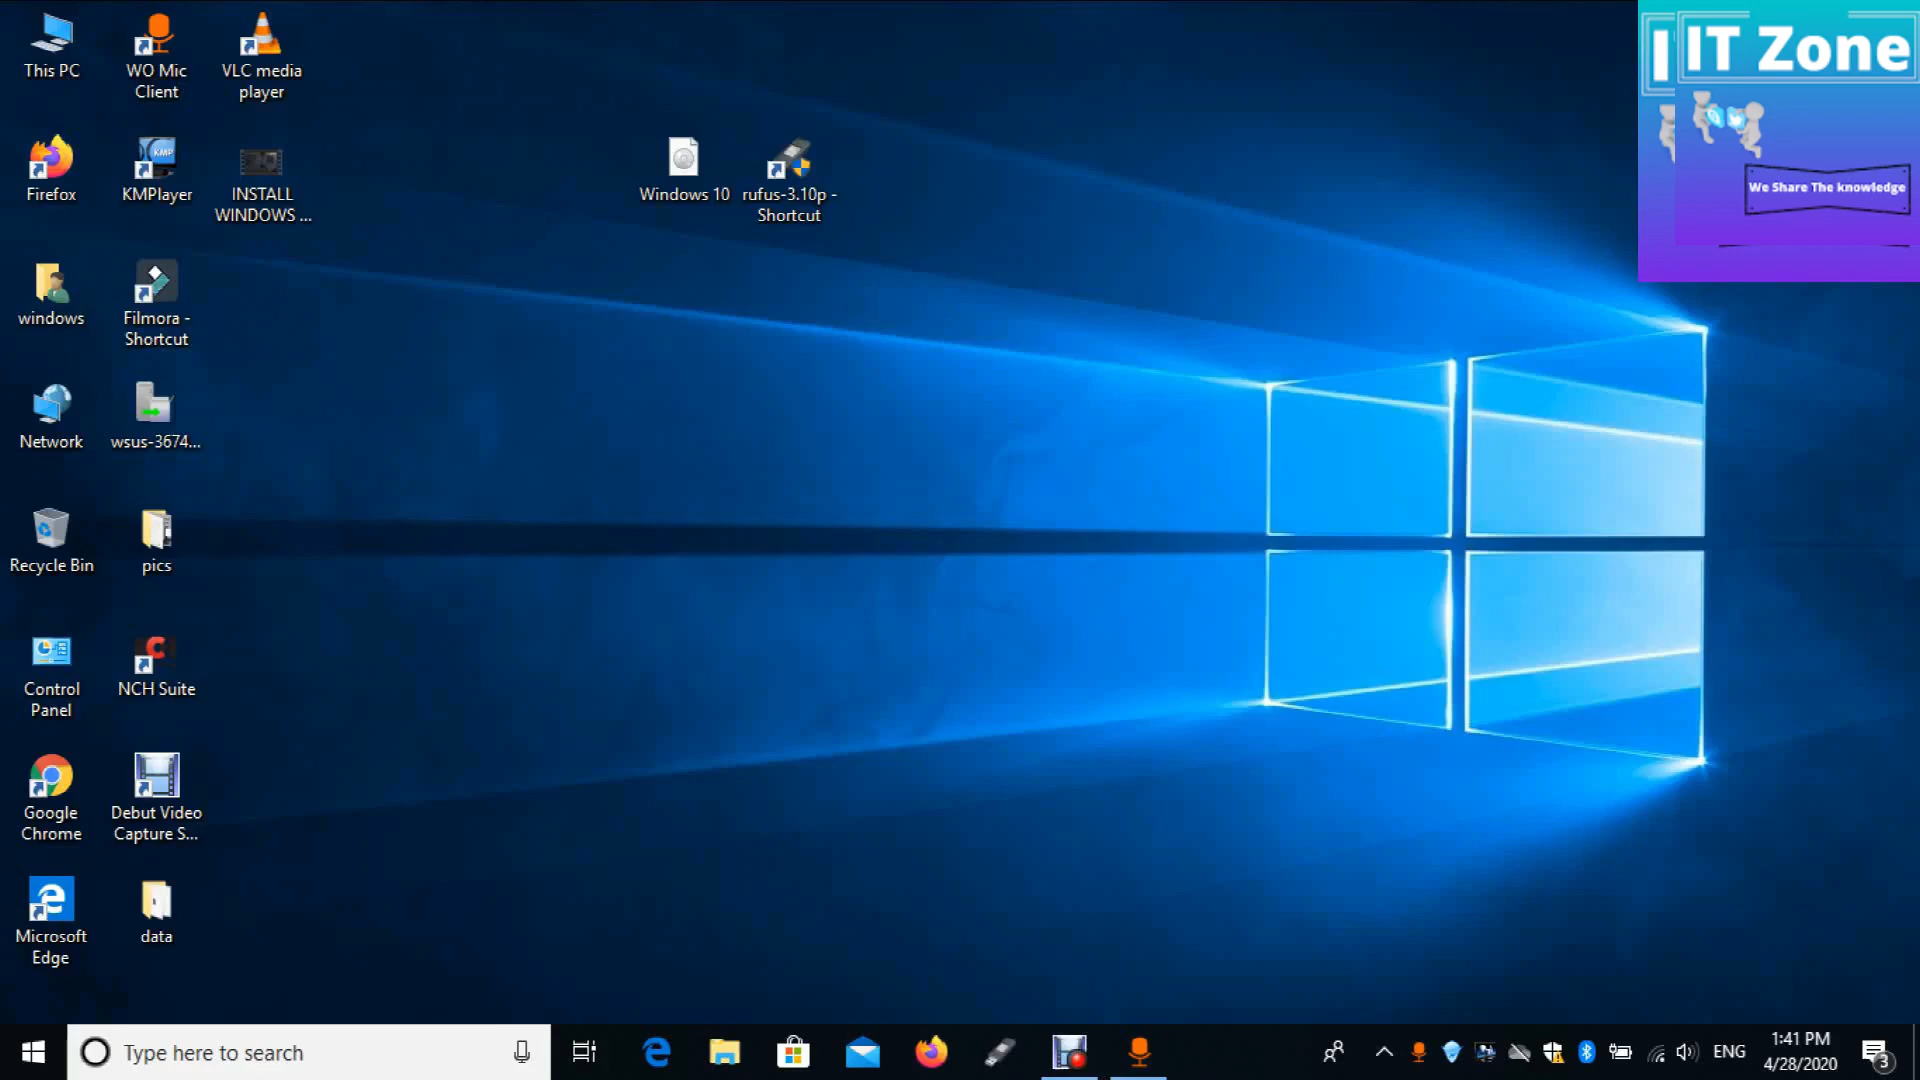 This PC
WO Mic
Client
VLC media
player
Firefox
KMP
KMPlayer
INSTALL
WINDOWS ...
Windows 10
rufus-3.10p -
Shortcut
windows
Filmora -
Shortcut
Network
wsus-3674...
Recycle Bin
pics
Control
Panel
NCH Suite
Google
Chrome
Debut Video
Capture S...
Microsoft
Edge
data
IT Zone
We Share The knowledge
Type here to search
ENG
1:41 PM
4/28/2020
3